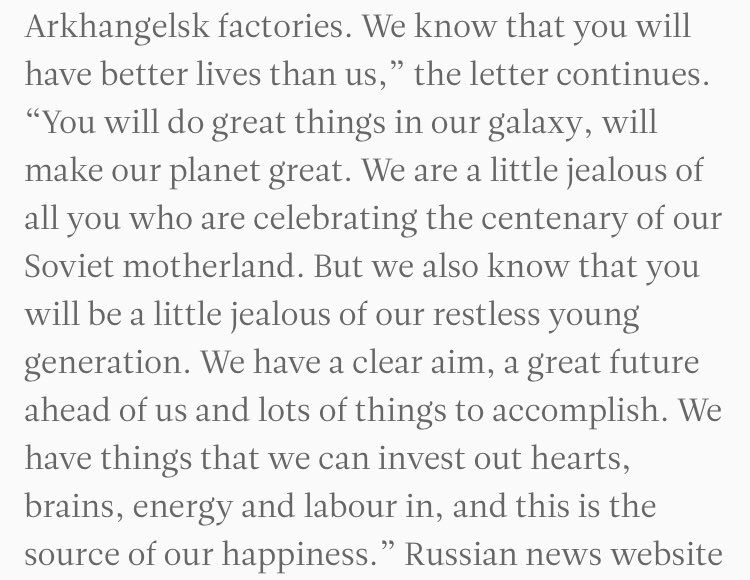 Arkhangelsk factories. We know that you will
have better lives than us,” the letter continues.
“You will do great things in our galaxy, will
make our planet great. We are a little jealous of
all you who are celebrating the centenary of our
Soviet motherland. But we also know that you
will be a little jealous of our restless young
generation. We have a clear aim, a great future
ahead of us and lots of things to accomplish. We
have things that we can invest out hearts,
brains, energy and labour in, and this is the
source of our happiness.” Russian news website